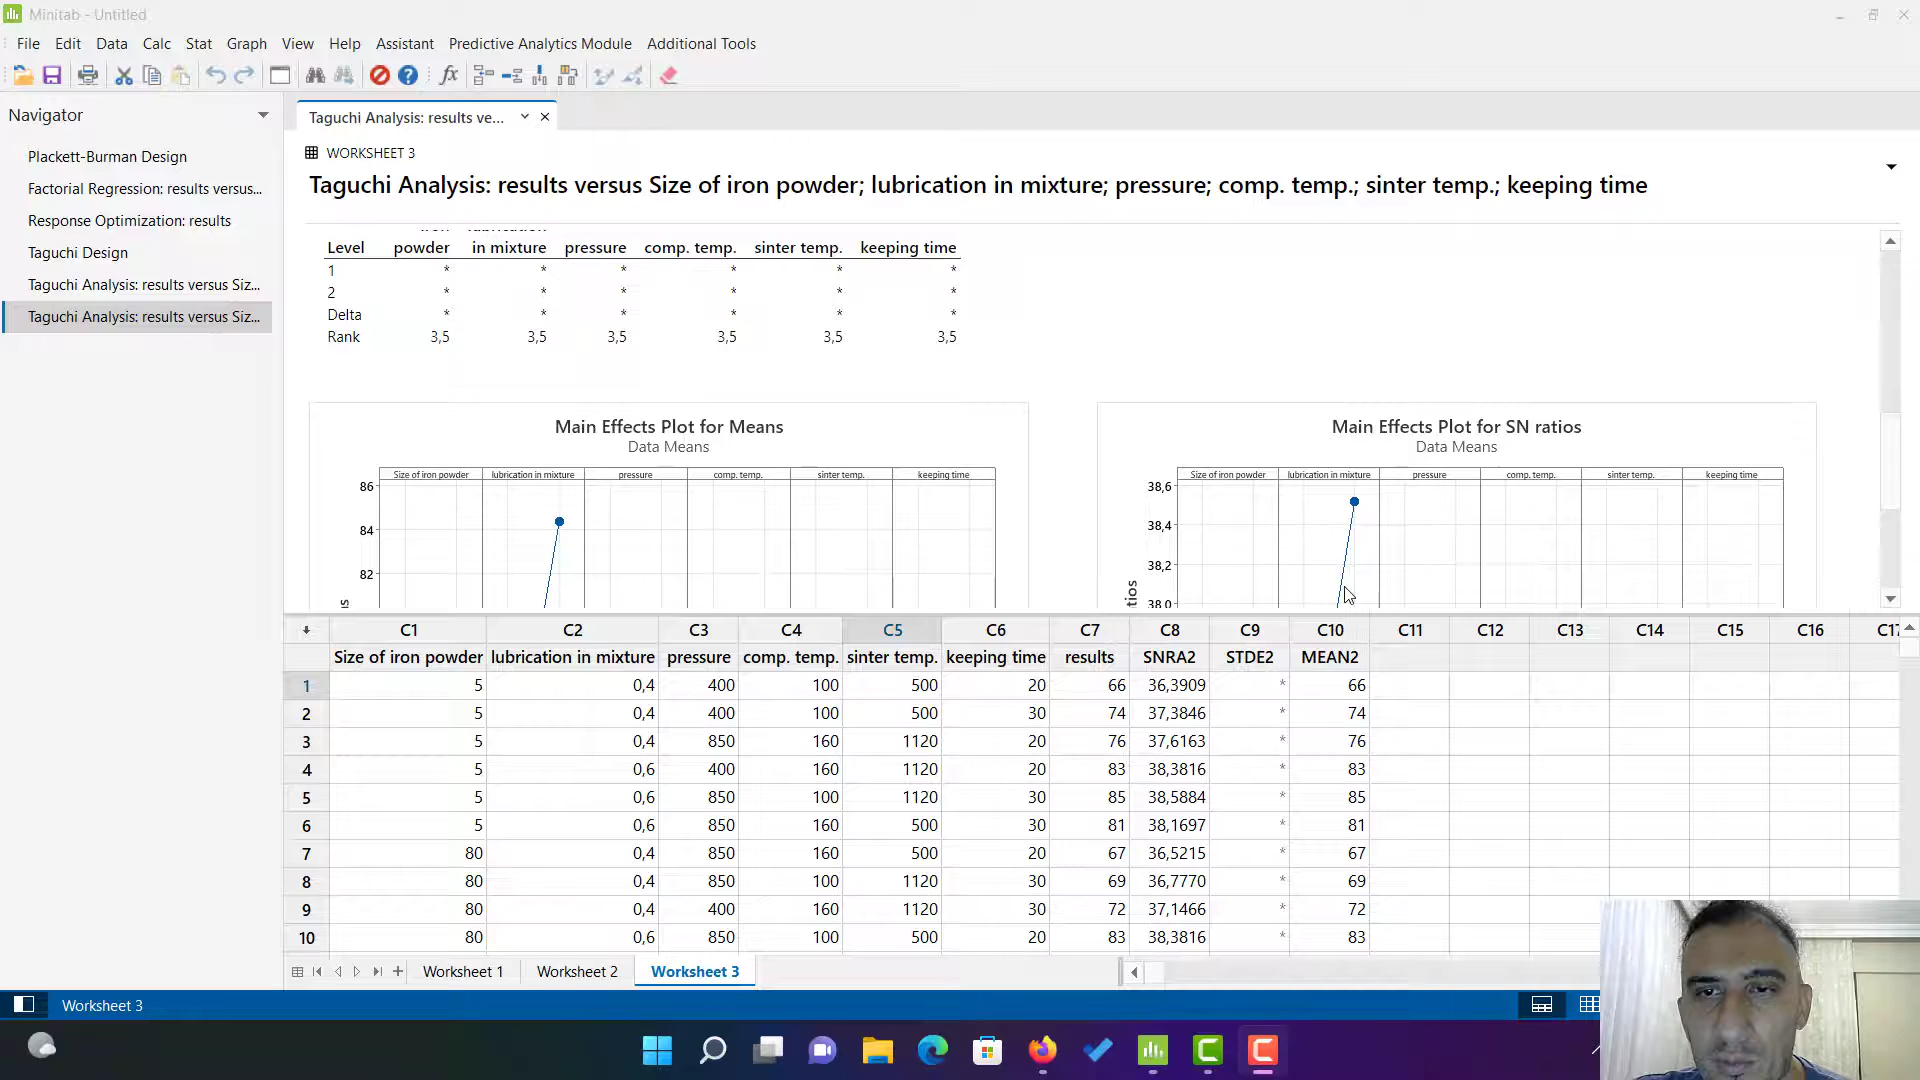 Minitab - Untitled
File Edit Data Calc Stat Graph View Help Assistant Predictive Analytics Module Additional Tools
Navigator
Plackett-Burman Design
Factorial Regression: results versus...
Response Optimization: results
Taguchi Design
Taguchi Analysis: results versus Siz...
Taguchi Analysis: results versus Siz...
Taguchi Analysis: results ve...
WORKSHEET 3
Taguchi Analysis: results versus Size of iron powder; lubrication in mixture; pressure; comp. temp.; sinter temp.; keeping time
Level powder in mixture pressure comp. temp. sinter temp. keeping time
1 * * * * * *
2 * * * * * *
Delta * * * * * *
Rank 3,5 3,5 3,5 3,5 3,5 3,5
Main Effects Plot for Means
Data Means
Size of iron powder lubrication in mixture pressure comp. temp. sinter temp. keeping time
86
84
82
Main Effects Plot for SN ratios
Data Means
Size of iron powder lubrication in mixture pressure comp. temp. sinter temp. keeping time
38,6
38,4
38,2
38,0
C1 C2 C3 C4 C5 C6 C7 C8 C9 C10 C11 C12 C13 C14 C15 C16 C17
Size of iron powder lubrication in mixture pressure comp. temp. sinter temp. keeping time results SNRA2 STDE2 MEAN2
1 5 0,4 400 100 500 20 66 36,3909 * 66
2 5 0,4 400 100 500 30 74 37,3846 * 74
3 5 0,4 850 160 1120 20 76 37,6163 * 76
4 5 0,6 400 160 1120 20 83 38,3816 * 83
5 5 0,6 850 100 1120 30 85 38,5884 * 85
6 5 0,6 850 160 500 30 81 38,1697 * 81
7 80 0,4 850 160 500 20 67 36,5215 * 67
8 80 0,4 850 100 1120 30 69 36,7770 * 69
9 80 0,4 400 160 1120 30 72 37,1466 * 72
10 80 0,6 850 100 500 20 83 38,3816 * 83
Worksheet 1 Worksheet 2 Worksheet 3
Worksheet 3